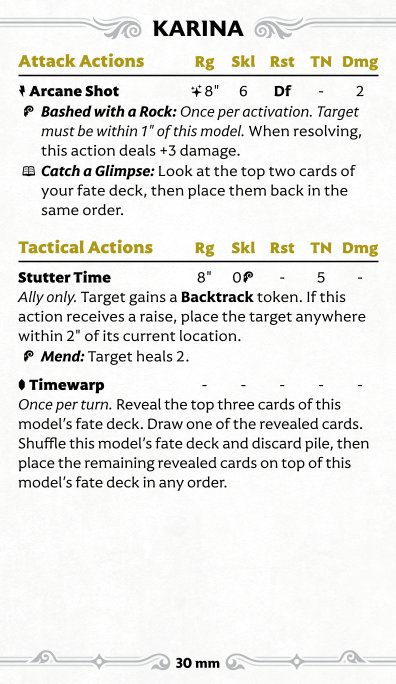 KARINA
Attack Actions Rg Skl Rst TN Dmg
Arcane Shot 8" 6 Df - 2
Bashed with a Rock: Once per activation. Target
must be within 1" of this model. When resolving,
this action deals +3 damage.
Catch a Glimpse: Look at the top two cards of
your fate deck, then place them back in the
same order.
Tactical Actions Rg Skl Rst TN Dmg
Stutter Time 8" 0 - 5 -
Ally only. Target gains a Backtrack token. If this
action receives a raise, place the target anywhere
within 2" of its current location.
Mend: Target heals 2.
Timewarp - - - - -
Once per turn. Reveal the top three cards of this
model's fate deck. Draw one of the revealed cards.
Shuffle this model's fate deck and discard pile, then
place the remaining revealed cards on top of this
model's fate deck in any order.
30 mm